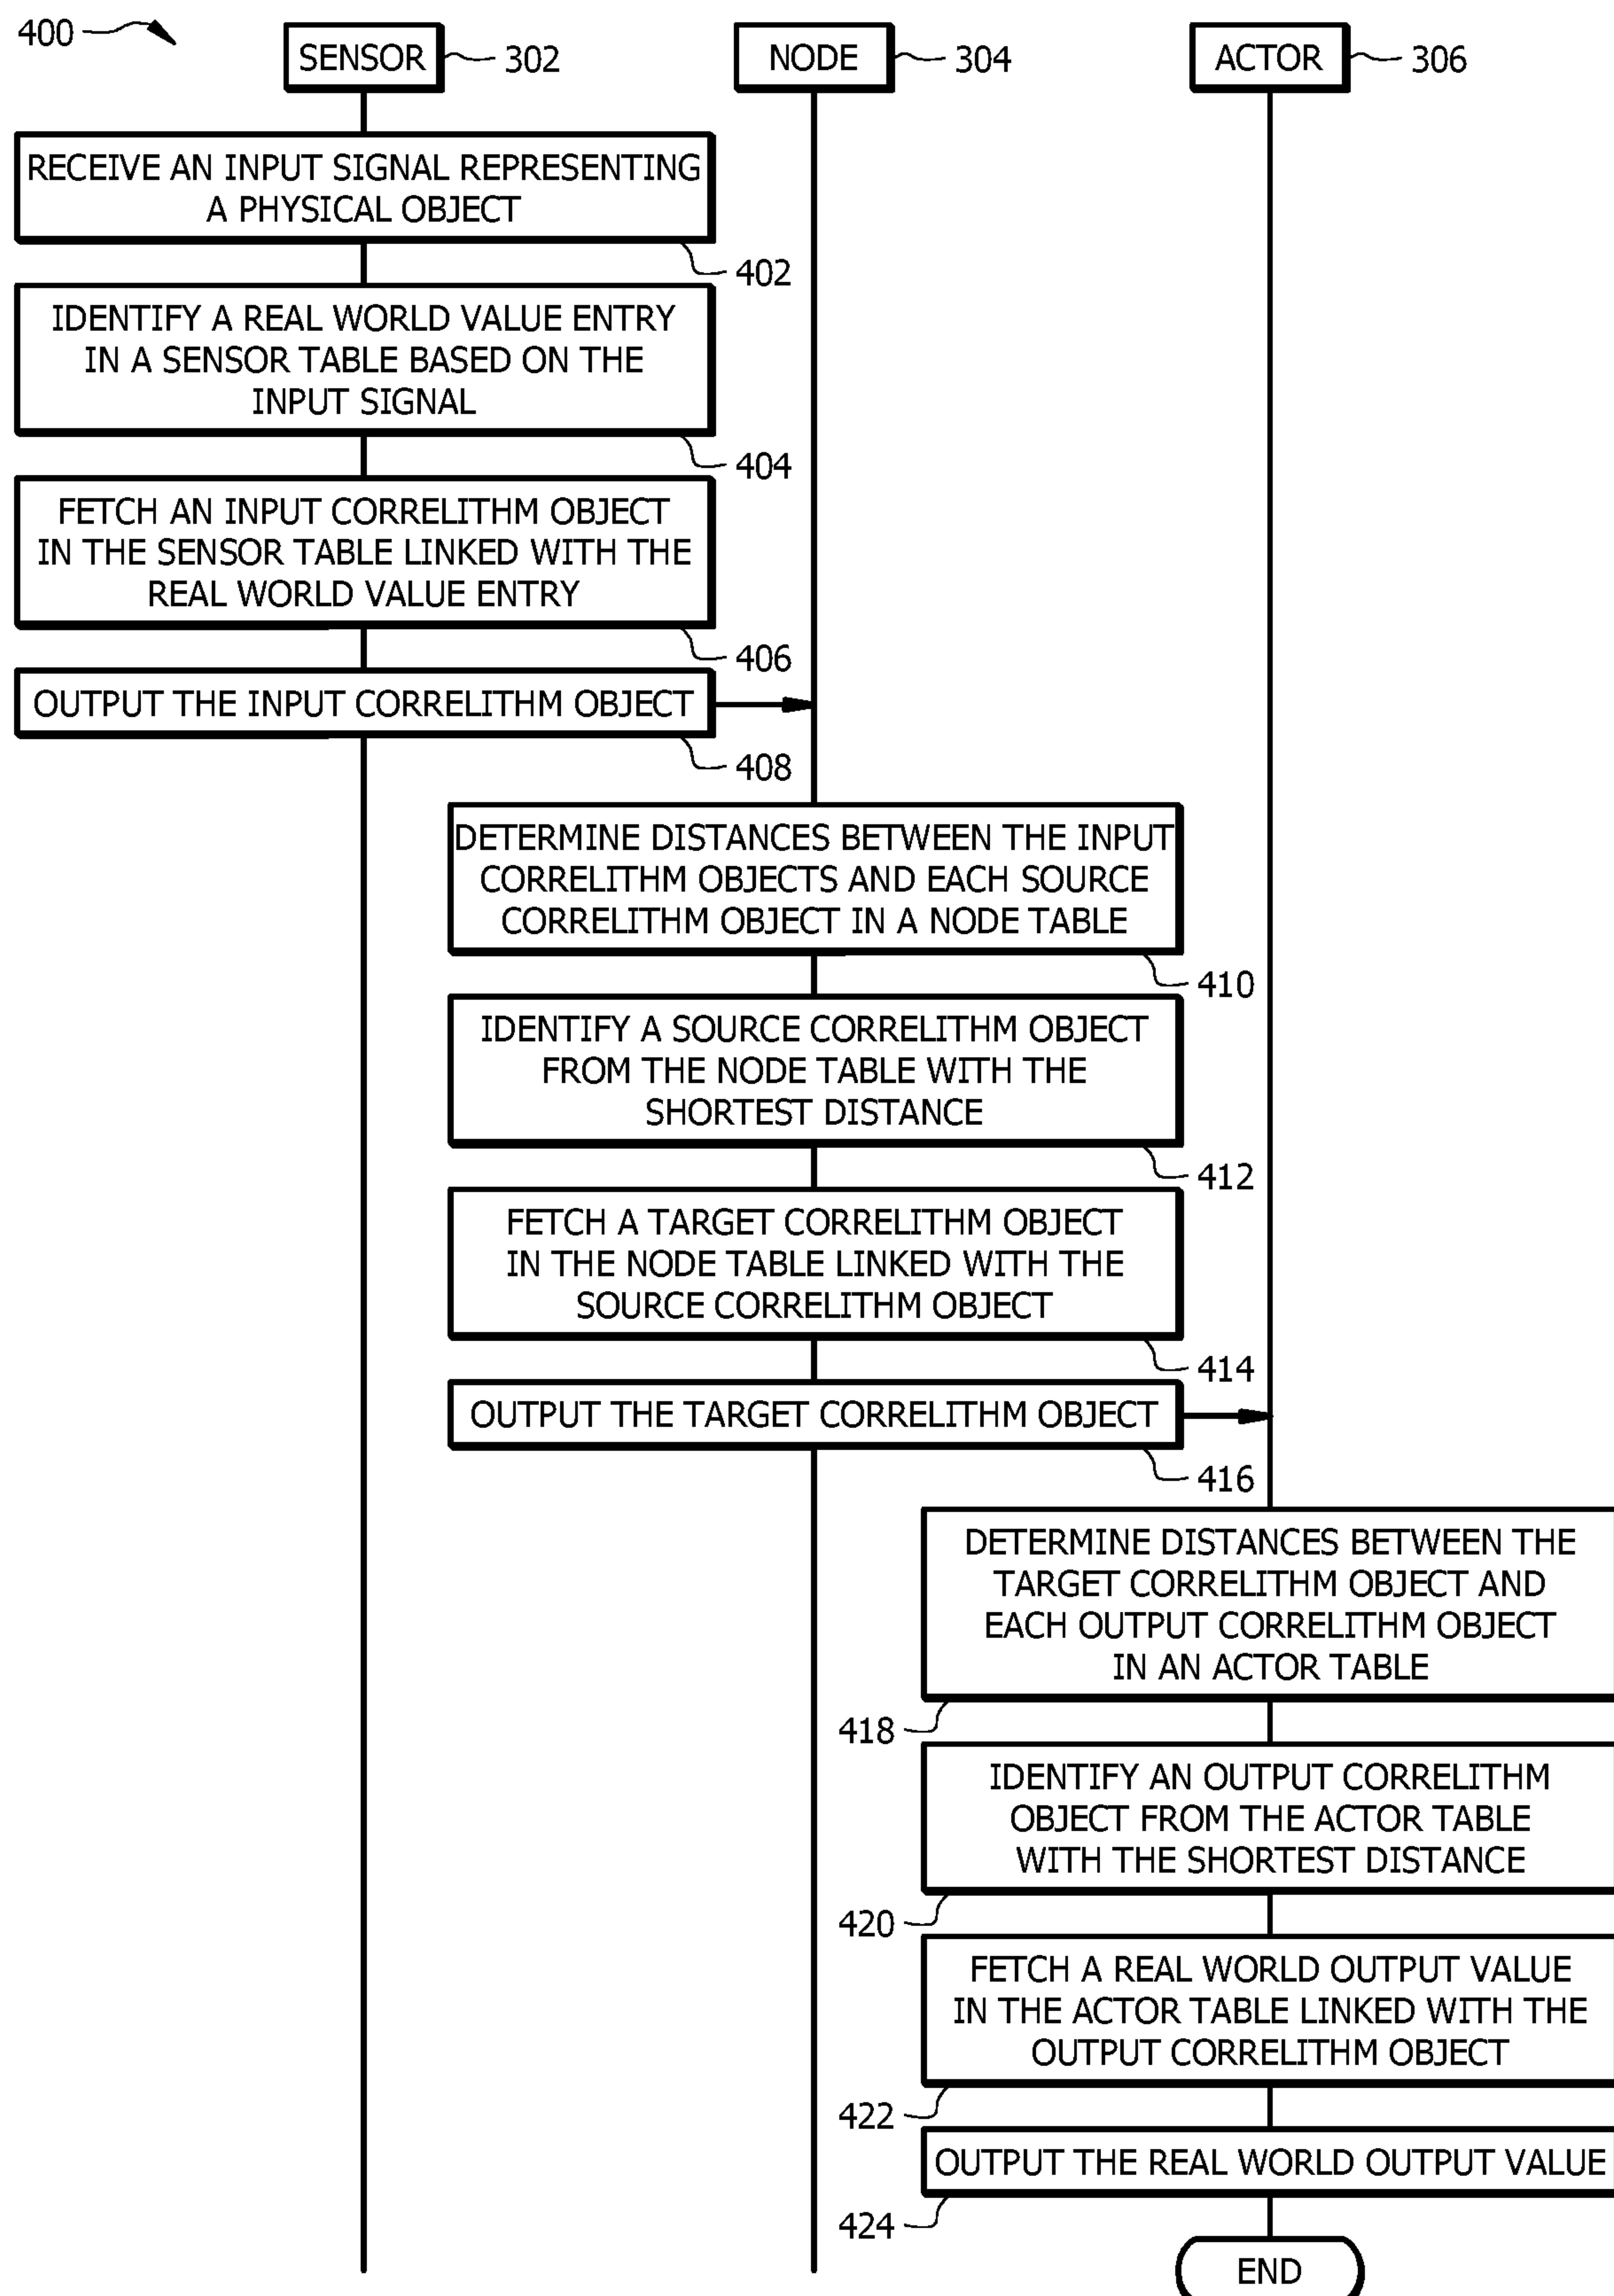 400
SENSOR
302
NODE
304
ACTOR
306
RECEIVE AN INPUT SIGNAL REPRESENTING
A PHYSICAL OBJECT
402
IDENTIFY A REAL WORLD VALUE ENTRY
IN A SENSOR TABLE BASED ON THE
INPUT SIGNAL
404
FETCH AN INPUT CORRELITHM OBJECT
IN THE SENSOR TABLE LINKED WITH THE
REAL WORLD VALUE ENTRY
406
OUTPUT THE INPUT CORRELITHM OBJECT
408
DETERMINE DISTANCES BETWEEN THE INPUT
CORRELITHM OBJECTS AND EACH SOURCE
CORRELITHM OBJECT IN A NODE TABLE
410
IDENTIFY A SOURCE CORRELITHM OBJECT
FROM THE NODE TABLE WITH THE
SHORTEST DISTANCE
412
FETCH A TARGET CORRELITHM OBJECT
IN THE NODE TABLE LINKED WITH THE
SOURCE CORRELITHM OBJECT
414
OUTPUT THE TARGET CORRELITHM OBJECT
416
DETERMINE DISTANCES BETWEEN THE
TARGET CORRELITHM OBJECT AND
EACH OUTPUT CORRELITHM OBJECT
IN AN ACTOR TABLE
418
IDENTIFY AN OUTPUT CORRELITHM
OBJECT FROM THE ACTOR TABLE
WITH THE SHORTEST DISTANCE
420
FETCH A REAL WORLD OUTPUT VALUE
IN THE ACTOR TABLE LINKED WITH THE
OUTPUT CORRELITHM OBJECT
422
OUTPUT THE REAL WORLD OUTPUT VALUE
424
END